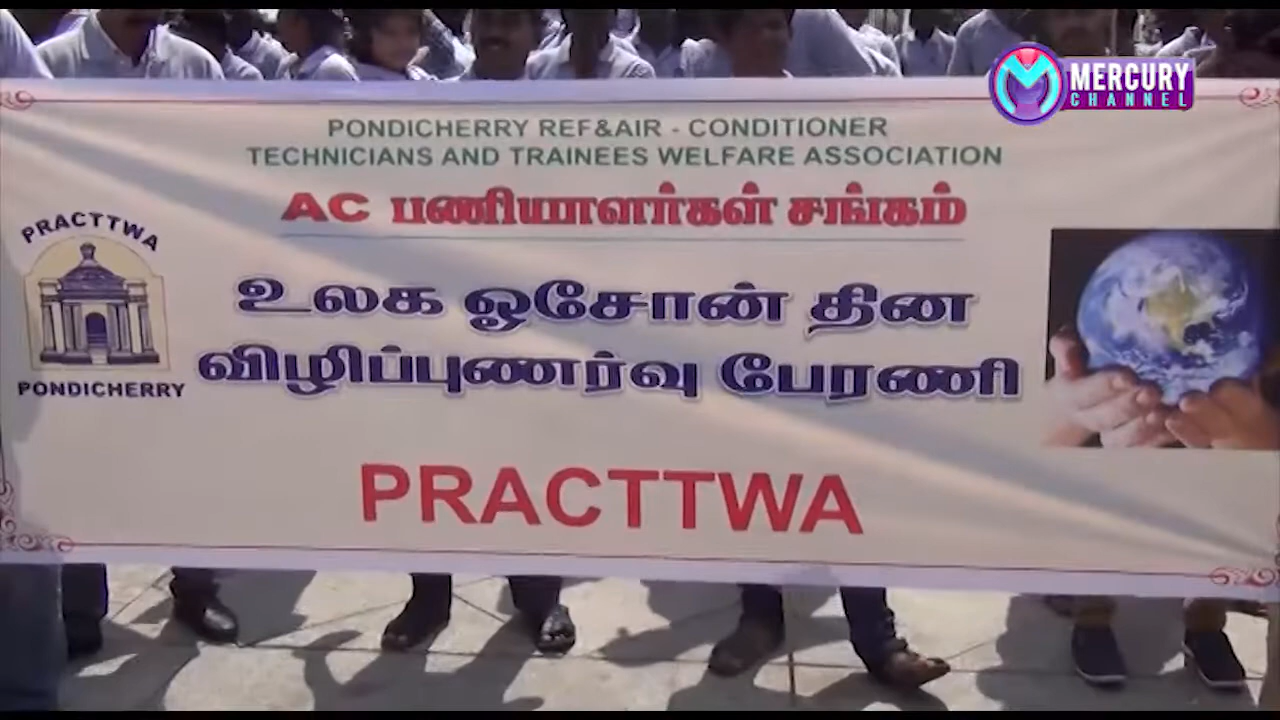 MERCURY
CHANNEL
PONDICHERRY REF&AIR - CONDITIONER
TECHNICIANS AND TRAINEES WELFARE ASSOCIATION
AC பணியாளர்கள் சங்கம்
PRACTTWA
PONDICHERRY
உலக ஓசோன் தின
விழிப்புணர்வு பேரணி
PRACTTWA